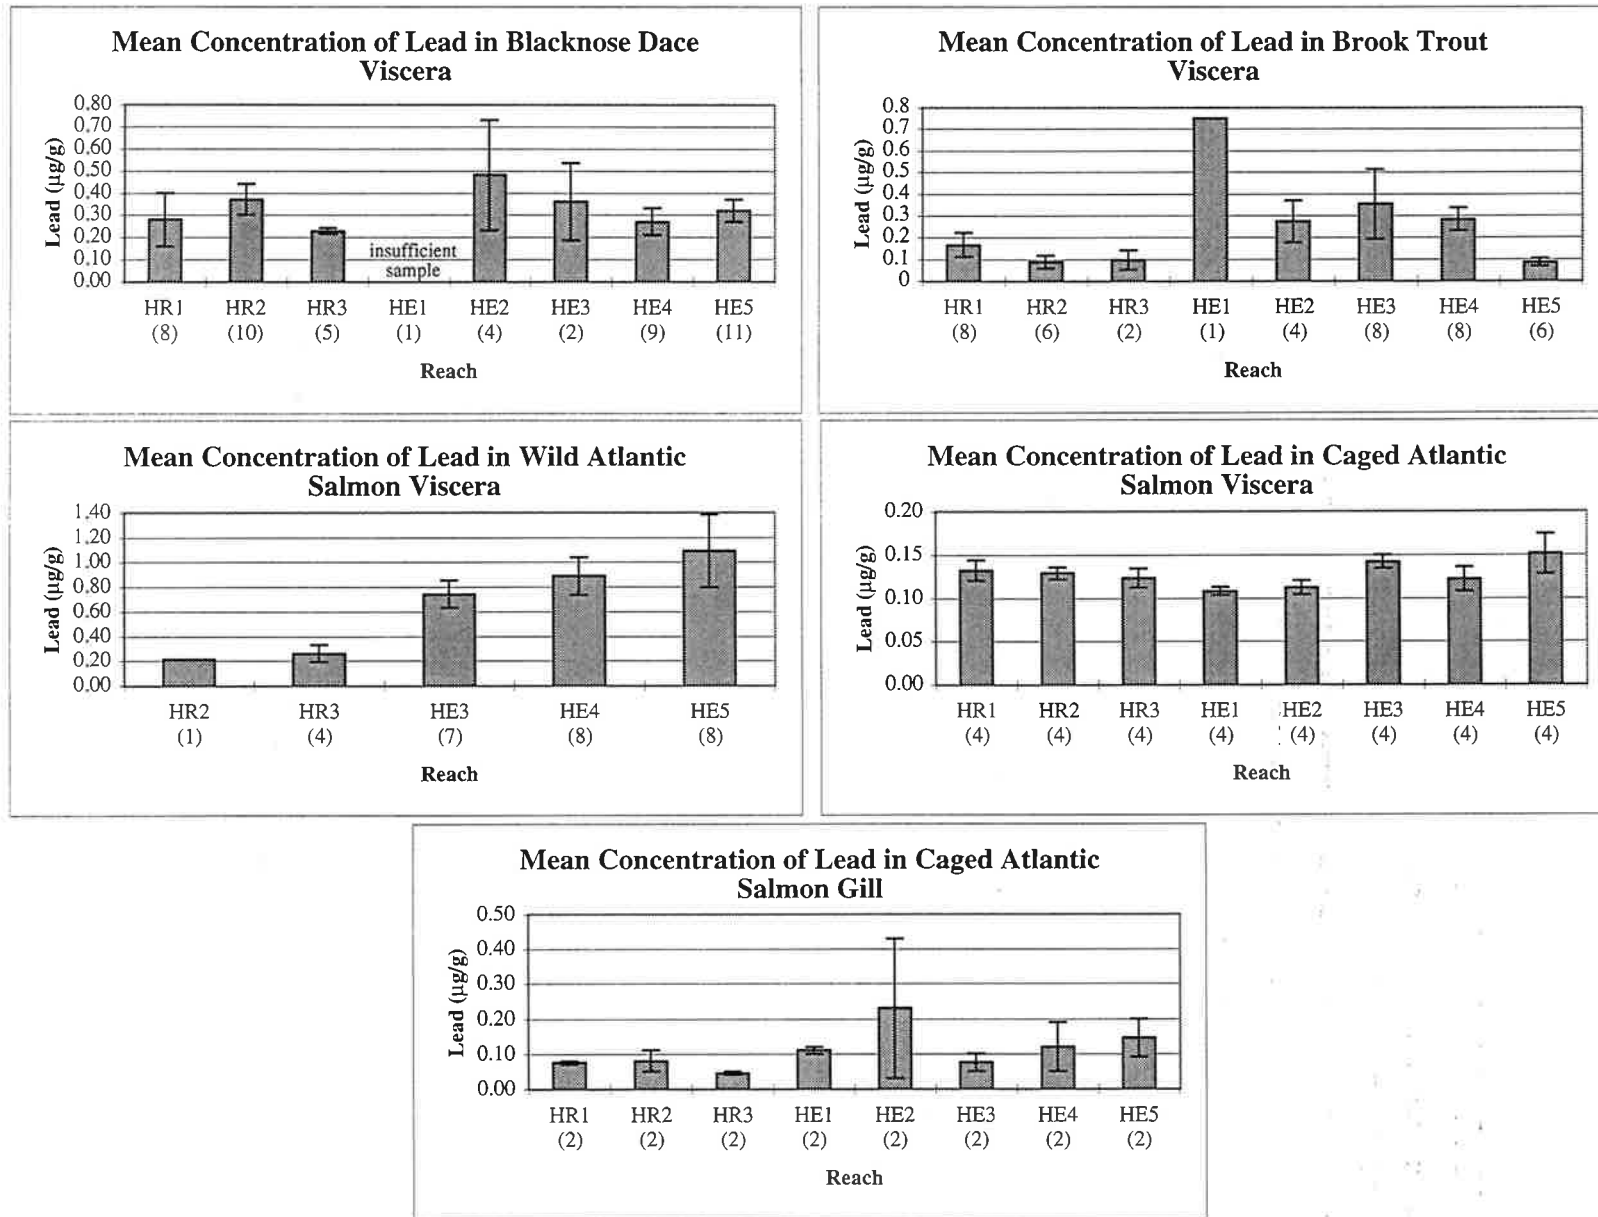 Mean Concentration of Lead in Blacknose Dace
Viscera
Lead (µg/g)
0.80
0.70
0.60
0.50
0.40
0.30
0.20
0.10
0.00
insufficient
sample
HR1 HR2 HR3 HE1 HE2 HE3 HE4 HE5
(8) (10) (5) (1) (4) (2) (9) (11)
Reach
Mean Concentration of Lead in Brook Trout
Viscera
Lead (µg/g)
0.8
0.7
0.6
0.5
0.4
0.3
0.2
0.1
0
HR1 HR2 HR3 HE1 HE2 HE3 HE4 HE5
(8) (6) (2) (1) (4) (8) (8) (6)
Reach
Mean Concentration of Lead in Wild Atlantic
Salmon Viscera
Lead (µg/g)
1.40
1.20
1.00
0.80
0.60
0.40
0.20
0.00
HR2 HR3 HE3 HE4 HE5
(1) (4) (7) (8) (8)
Reach
Mean Concentration of Lead in Caged Atlantic
Salmon Viscera
Lead (µg/g)
0.20
0.15
0.10
0.05
0.00
HR1 HR2 HR3 HE1 HE2 HE3 HE4 HE5
(4) (4) (4) (4) (4) (4) (4) (4)
Reach
Mean Concentration of Lead in Caged Atlantic
Salmon Gill
Lead (µg/g)
0.50
0.40
0.30
0.20
0.10
0.00
HR1 HR2 HR3 HE1 HE2 HE3 HE4 HE5
(2) (2) (2) (2) (2) (2) (2) (2)
Reach